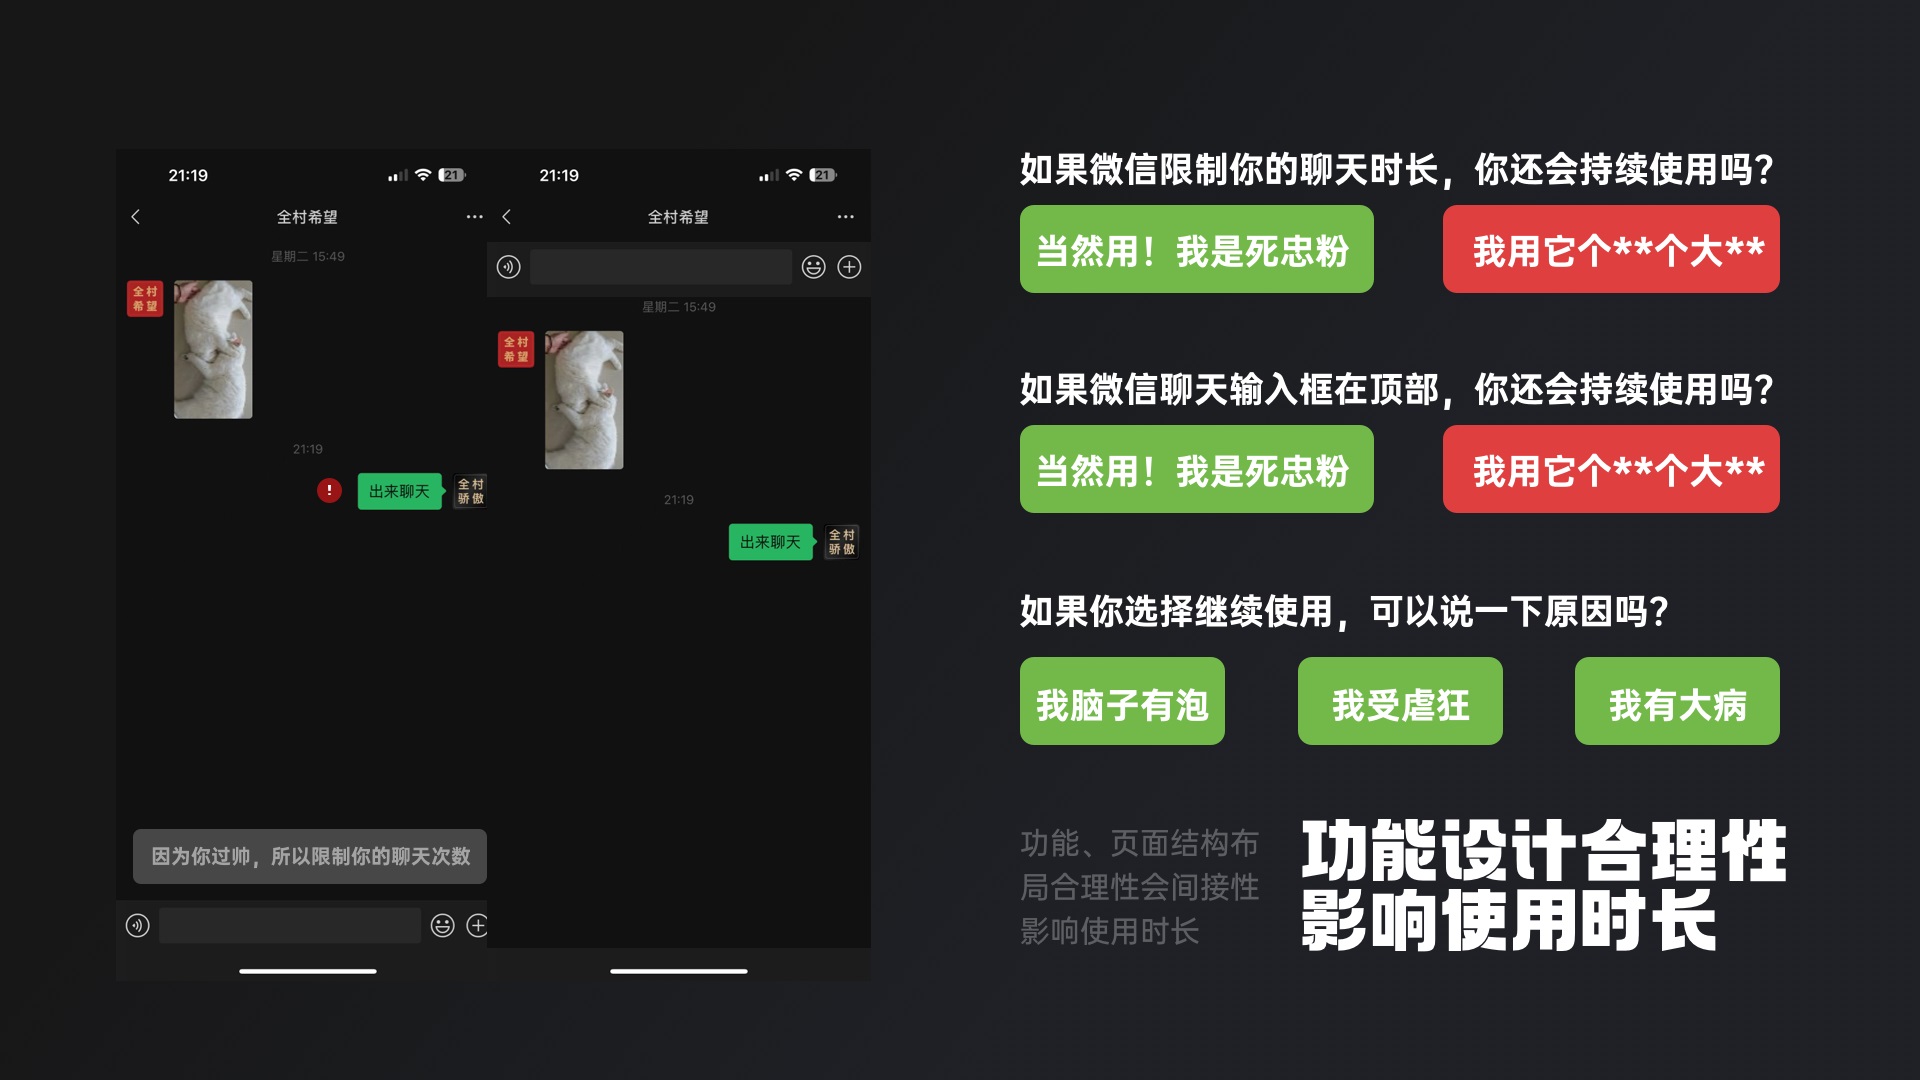 21:19
21
全村希望
星期二 15:49
全村
希望
21:19
!
出来聊天
全村
骄傲
因为你过帅，所以限制你的聊天次数
21:19
21
全村希望
星期二 15:49
全村
希望
21:19
出来聊天
全村
骄傲
如果微信限制你的聊天时长，你还会持续使用吗？
当然用！我是死忠粉
我用它个**个大**
如果微信聊天输入框在顶部，你还会持续使用吗？
当然用！我是死忠粉
我用它个**个大**
如果你选择继续使用，可以说一下原因吗？
我脑子有泡
我受虐狂
我有大病
功能、页面结构布
局合理性会间接性
影响使用时长
功能设计合理性
影响使用时长